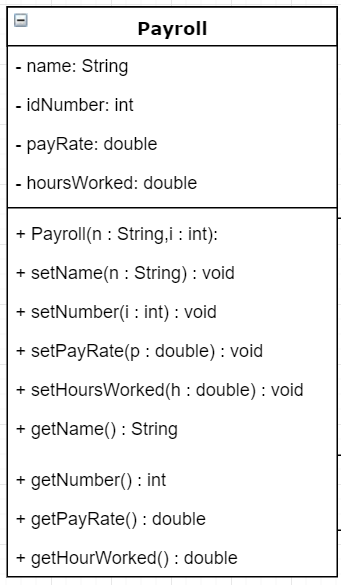 Payroll
- name: String
- idNumber: int
- payRate: double
- hoursWorked: double
+ Payroll(n : String,i : int):
+ setName(n : String) : void
+ setNumber(i : int) : void
+ setPayRate(p : double) : void
+ setHoursWorked(h : double) : void
+ getName() : String
+ getNumber() : int
+ getPayRate() : double
+ getHourWorked() : double